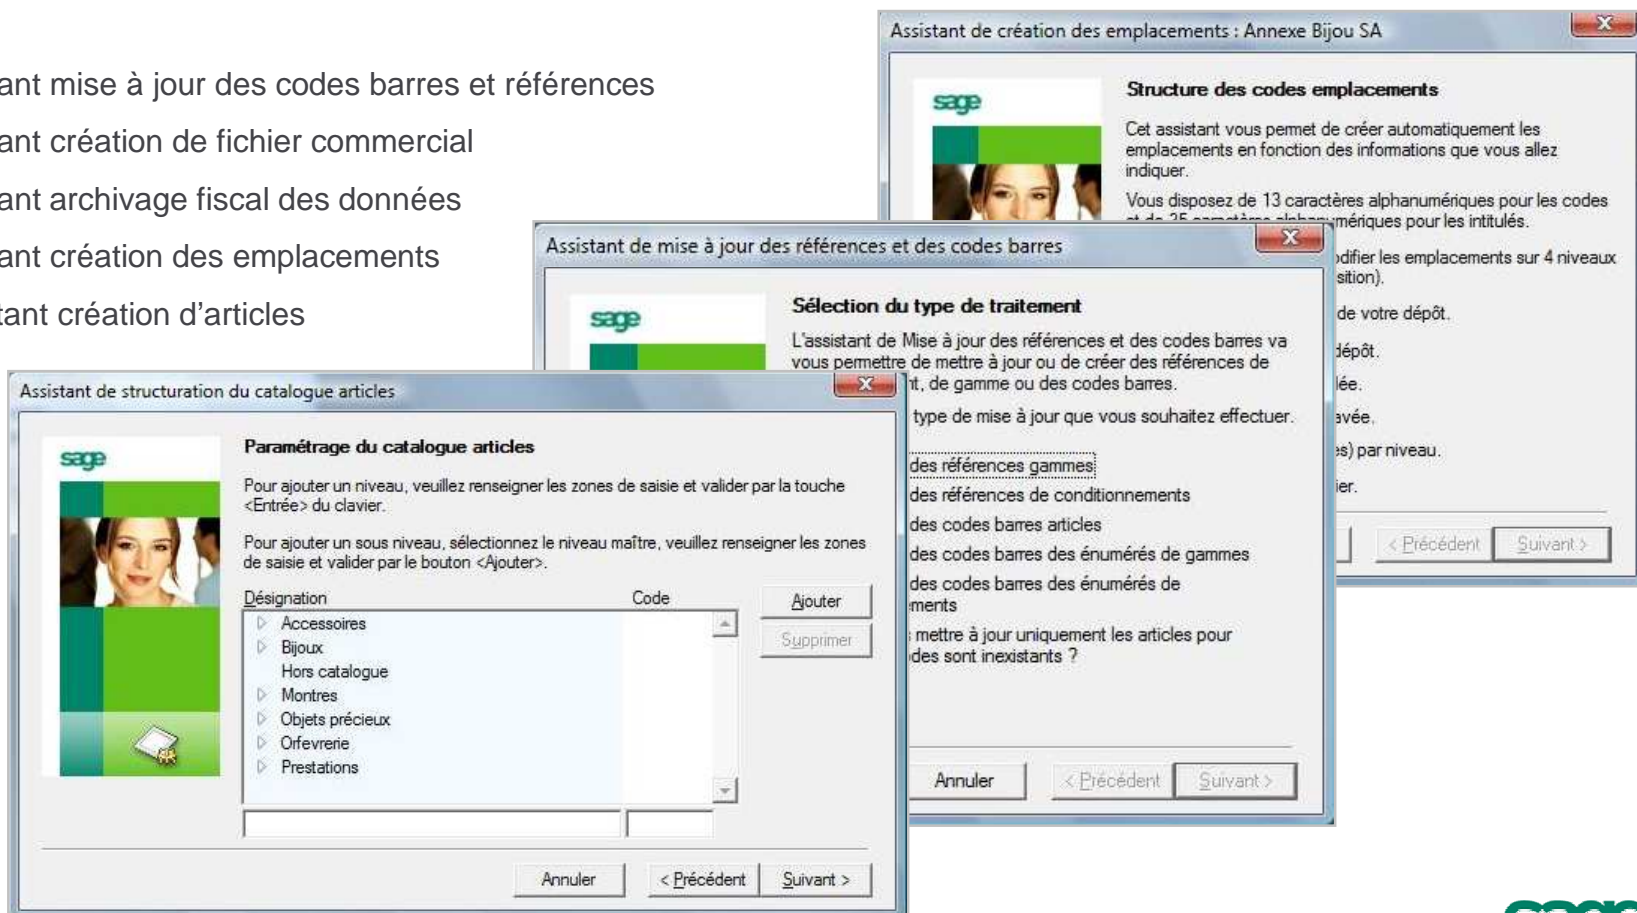 ant mise à jour des codes barres et références
ant création de fichier commercial
ant archivage fiscal des données
ant création des emplacements
tant création d'articles
Assistant de création des emplacements : Annexe Bijou SA
sage
Structure des codes emplacements
Cet assistant vous permet de créer automatiquement les
emplacements en fonction des informations que vous allez
indiquer.
Vous disposez de 13 caractères alphanumériques pour les codes
et de 35 caractères alphanumériques pour les intitulés.
odifier les emplacements sur 4 niveaux
sition).
de votre dépôt.
dépôt.
lée.
avée.
es) par niveau.
ier.
< Précédent
Suivant >
Assistant de mise à jour des références et des codes barres
sage
Sélection du type de traitement
L'assistant de Mise à jour des références et des codes barres va
vous permettre de mettre à jour ou de créer des références de
nt, de gamme ou des codes barres.
type de mise à jour que vous souhaitez effectuer.
des références gammes
des références de conditionnements
des codes barres articles
des codes barres des énumérés de gammes
des codes barres des énumérés de
ements
mettre à jour uniquement les articles pour
odes sont inexistants ?
Annuler
< Précédent
Suivant >
Assistant de structuration du catalogue articles
sage
Paramétrage du catalogue articles
Pour ajouter un niveau, veuillez renseigner les zones de saisie et valider par la touche
<Entrée> du clavier.
Pour ajouter un sous niveau, sélectionnez le niveau maître, veuillez renseigner les zones
de saisie et valider par le bouton <Ajouter>.
Désignation Code
Ajouter
Supprimer
Accessoires
Bijoux
Hors catalogue
Montres
Objets précieux
Orfevrerie
Prestations
Annuler
< Précédent
Suivant >
sage